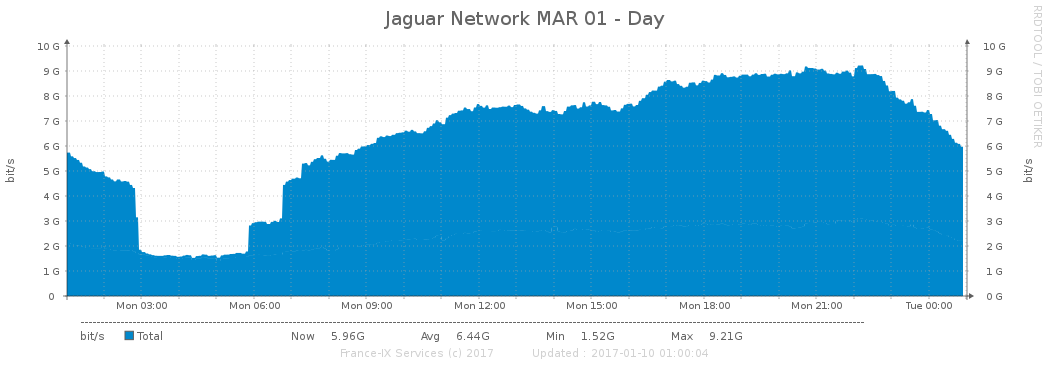 Jaguar Network MAR 01 - Day
RRDTOOL / TOBI OETIKER
bit/s
bit/s
10 G 10 G
9 G 9 G
8 G 8 G
7 G 7 G
6 G 6 G
5 G 5 G
4 G 4 G
3 G 3 G
2 G 2 G
1 G 1 G
0 0 G
Mon 03:00 Mon 06:00 Mon 09:00 Mon 12:00 Mon 15:00 Mon 18:00 Mon 21:00 Tue 00:00
bit/s Total Now 5.96G Avg 6.44G Min 1.52G Max 9.21G
France-IX Services (c) 2017 Updated : 2017-01-10 01:00:04